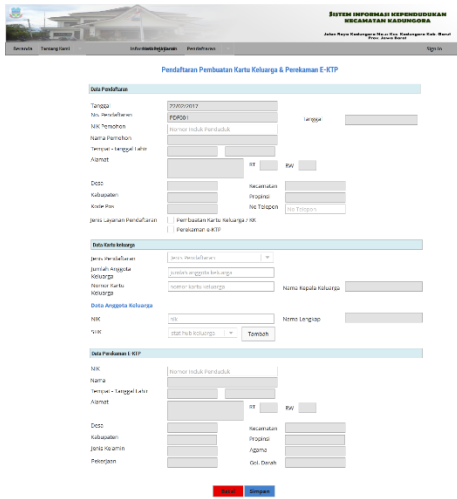 SISTEM INFORMASI KEPENDUDUKAN
KECAMATAN KADUNGORA
Jalan Raya Kadungora No.
Kec. Kadungora Kab. Garut
Prov. Jawa Barat
Beranda Tentang Kami Pendaftaran Sign In
Pendaftaran Pembuatan Kartu Keluarga & Perekaman E-KTP
Data Pendaftaran
Tanggal 22/02/2017
No. Pendaftaran PDF001 Tanggal
NIK Pemohon Nomor Induk Penduduk
Nama Pemohon
Tempat - Tanggal Lahir
Alamat RT RW
Desa Kecamatan
Kabupaten Propinsi
Kode Pos No Telepon No Telepon
Jenis Layanan Pendaftaran Pembuatan Kartu Keluarga / KK
Perekaman e-KTP
Data Kartu Keluarga
Jenis Pendaftaran Jenis Pendaftaran
Jumlah Anggota Keluarga jumlah anggota keluarga
Nomor Kartu Keluarga nomor kartu keluarga Nama Kepala Keluarga
Data Anggota Keluarga
NIK nik Nama Lengkap
SHK stat hub keluarga Tambah
Data Perekaman E-KTP
NIK Nomor Induk Penduduk
Nama
Tempat - Tanggal Lahir
Alamat RT RW
Desa Kecamatan
Kabupaten Propinsi
Jenis Kelamin Agama
Pekerjaan Gol. Darah
Batal Simpan